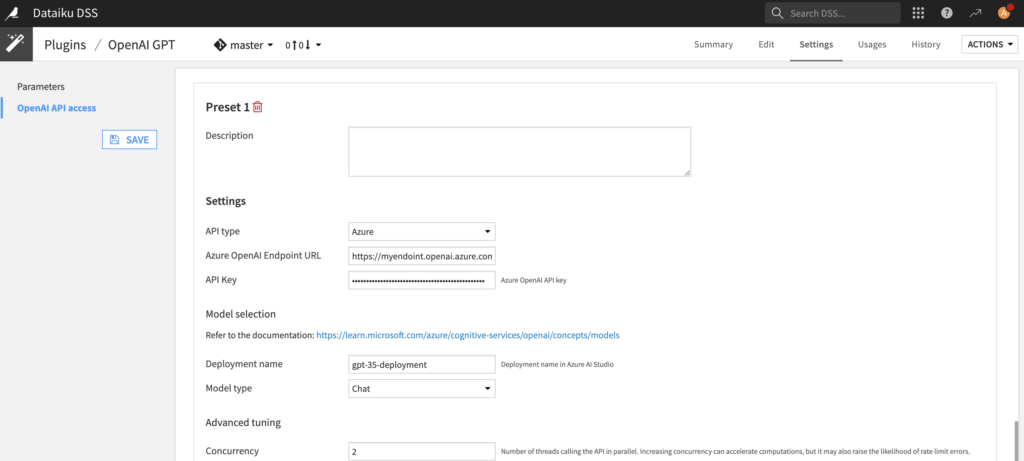 Dataiku DSS
Search DSS...
Plugins / OpenAI GPT
master
0 0
Summary
Edit
Settings
Usages
History
ACTIONS
Parameters
OpenAI API access
SAVE
Preset 1
Description
Settings
API type
Azure
Azure OpenAI Endpoint URL
https://myendoint.openai.azure.com
API Key
••••••••••••••••••••••••••••••••••••••••••••••••
Azure OpenAI API key
Model selection
Refer to the documentation: https://learn.microsoft.com/azure/cognitive-services/openai/concepts/models
Deployment name
gpt-35-deployment
Deployment name in Azure AI Studio
Model type
Chat
Advanced tuning
Concurrency
2
Number of threads calling the API in parallel. Increasing concurrency can accelerate computations, but it may also raise the likelihood of rate limit errors.